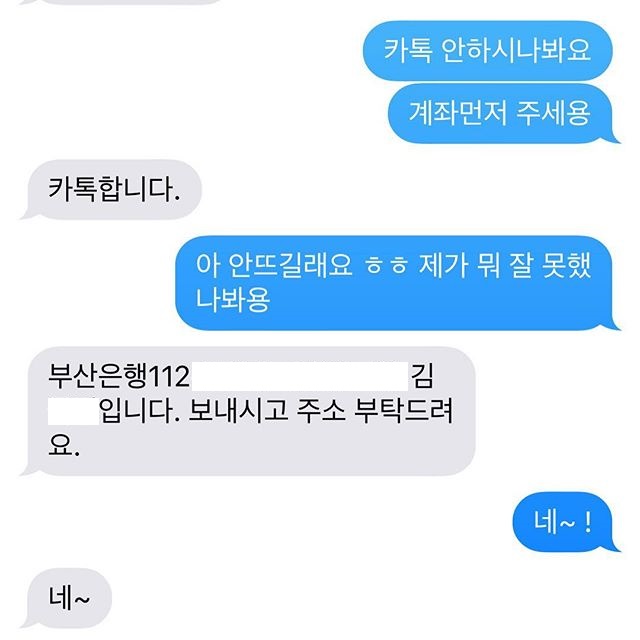 카톡 안하시나봐요
계좌먼저 주세용
카톡합니다.
아 안뜨길래요 ㅎㅎ 제가 뭐 잘 못했
나봐용
부산은행112 김
입니다. 보내시고 주소 부탁드려
요.
네~ !
네~